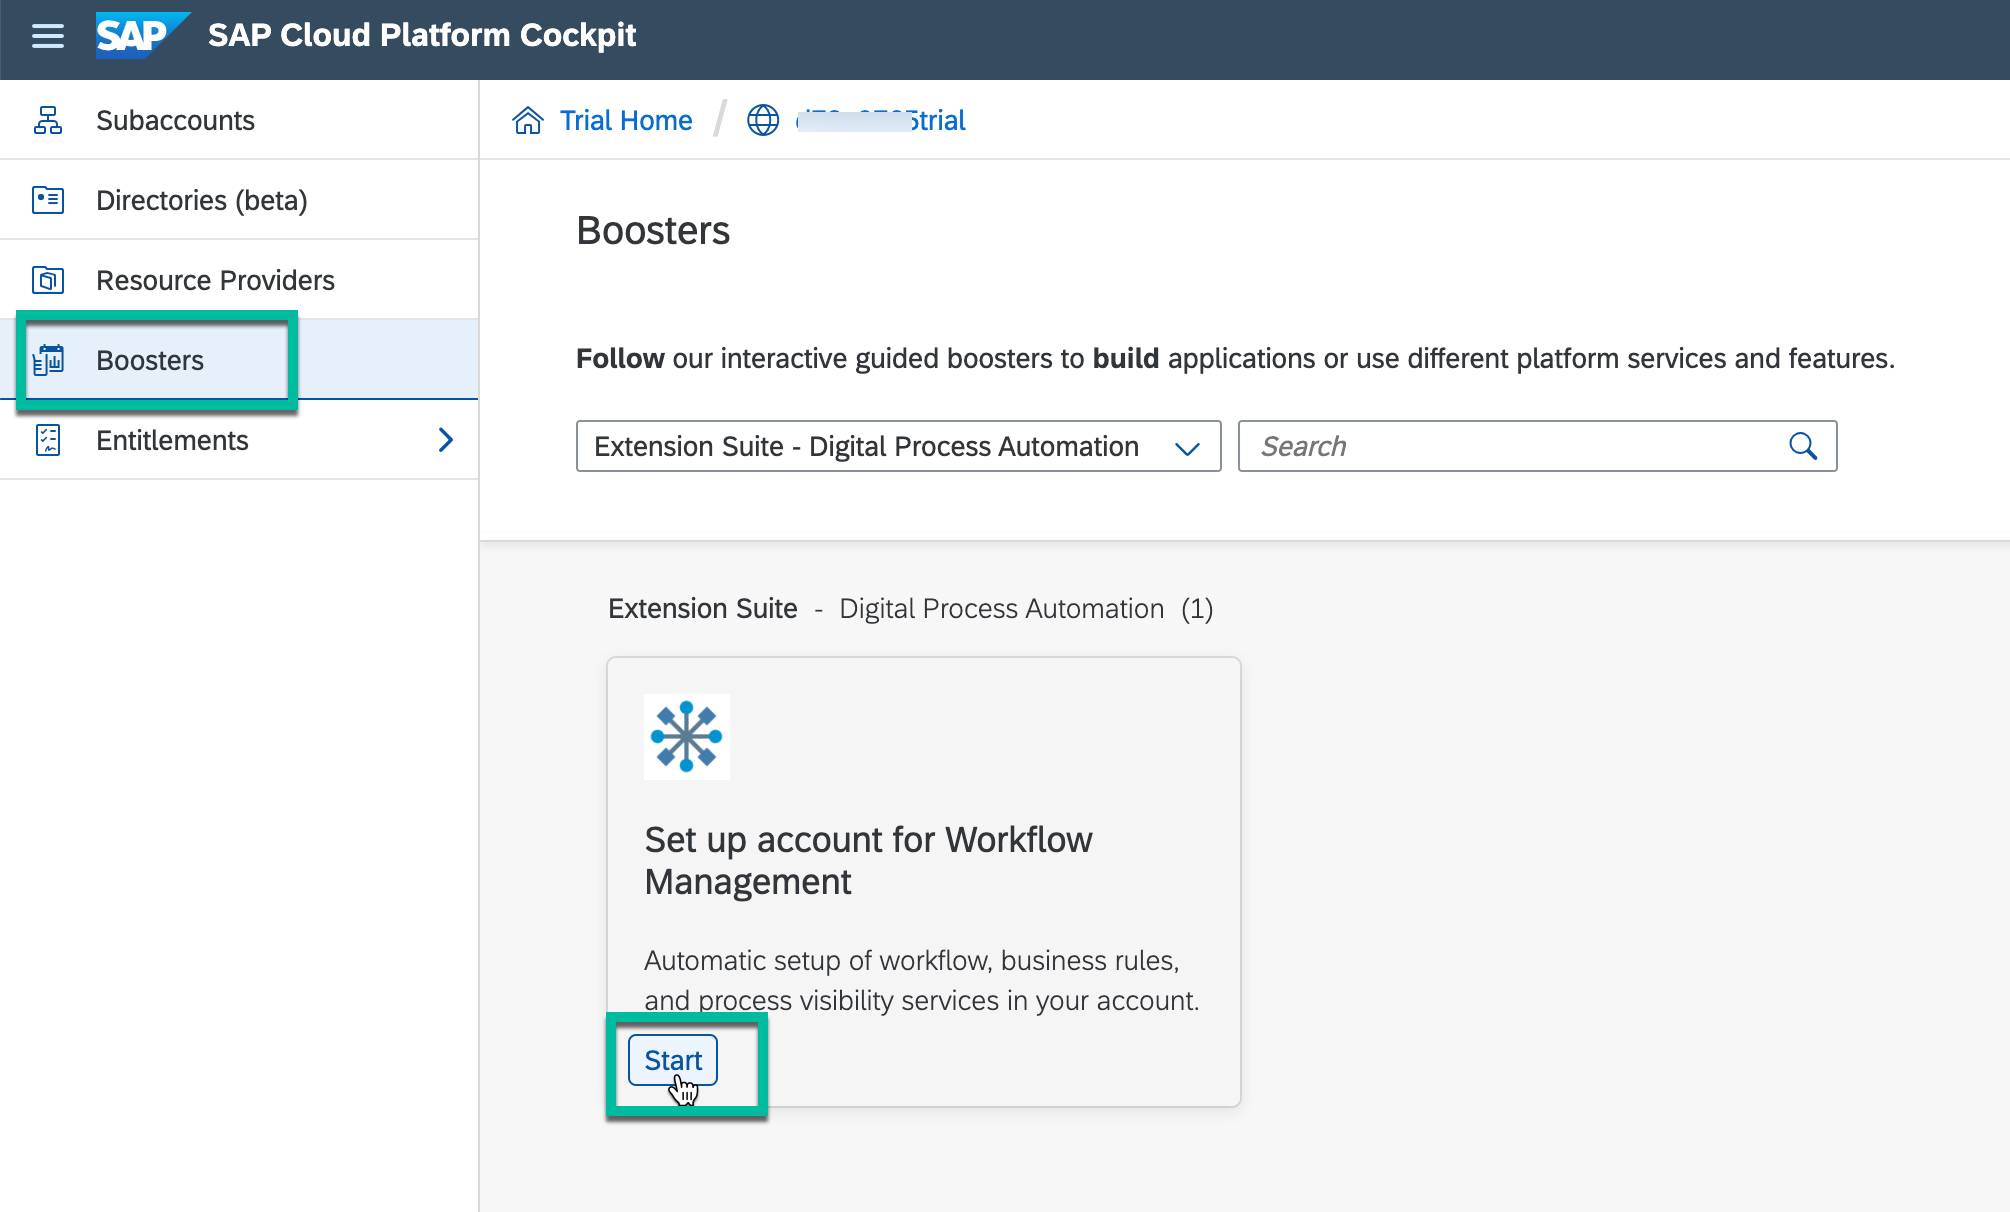 SAP SAP Cloud Platform Cockpit
Subaccounts
Directories (beta)
Resource Providers
Boosters
Entitlements
Trial Home / trial
Boosters
Follow our interactive guided boosters to build applications or use different platform services and features.
Extension Suite - Digital Process Automation
Search
Extension Suite - Digital Process Automation (1)
Set up account for Workflow
Management
Automatic setup of workflow, business rules,
and process visibility services in your account.
Start